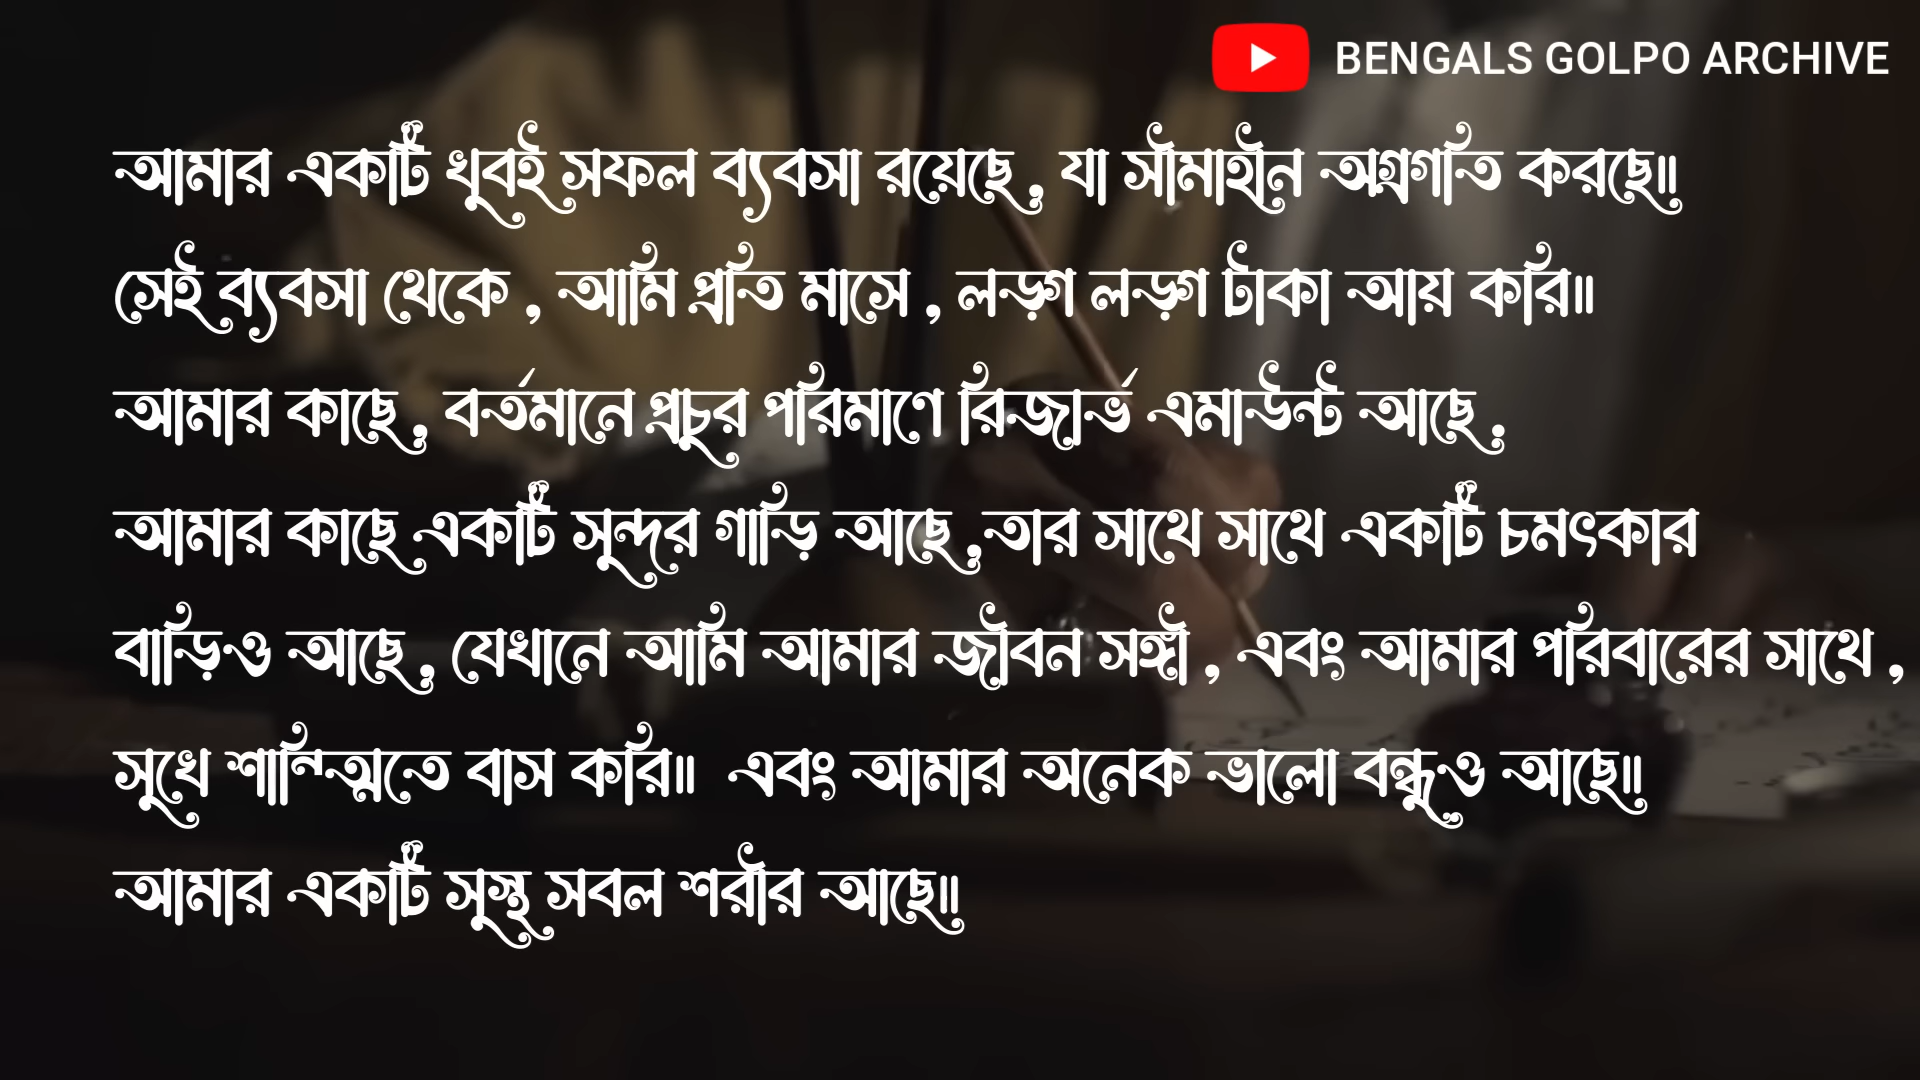 BENGALS GOLPO ARCHIVE
আমার একটি খুবই সফল ব্যবসা রয়েছে, যা সীমাহীন অগ্রগতি করছে॥
সেই ব্যবসা থেকে , আমি প্রতি মাসে , লড়্গ লড়্গ টাকা আয় করি॥
আমার কাছে, বর্তমানে প্রচুর পরিমাণে রিজার্ভ এমাউন্ট আছে .
আমার কাছে একটি সুন্দর গাড়ি আছে ,তার সাথে সাথে একটি চমৎকার
বাড়িও আছে, যেখানে আমি আমার জীবন সঙ্গী , এবং আমার পরিবারের সাথে ,
সুখে শান্ত্মিতে বাস করি॥ এবং আমার অনেক ভালো বন্ধুও আছে॥
আমার একটি সুস্থ সবল শরীর আছে॥